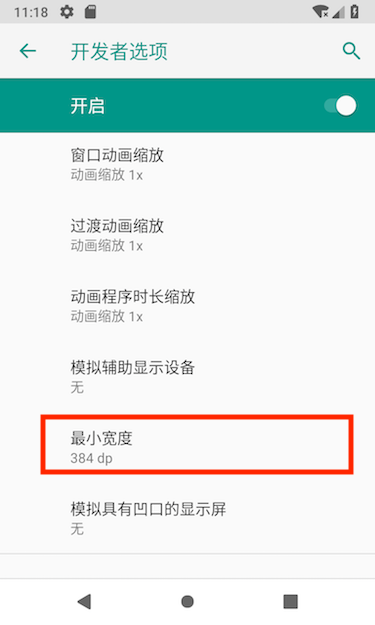 11:18
开发者选项
开启
窗口动画缩放
动画缩放 1x
过渡动画缩放
动画缩放 1x
动画程序时长缩放
动画缩放 1x
模拟辅助显示设备
无
最小宽度
384 dp
模拟具有凹口的显示屏
无